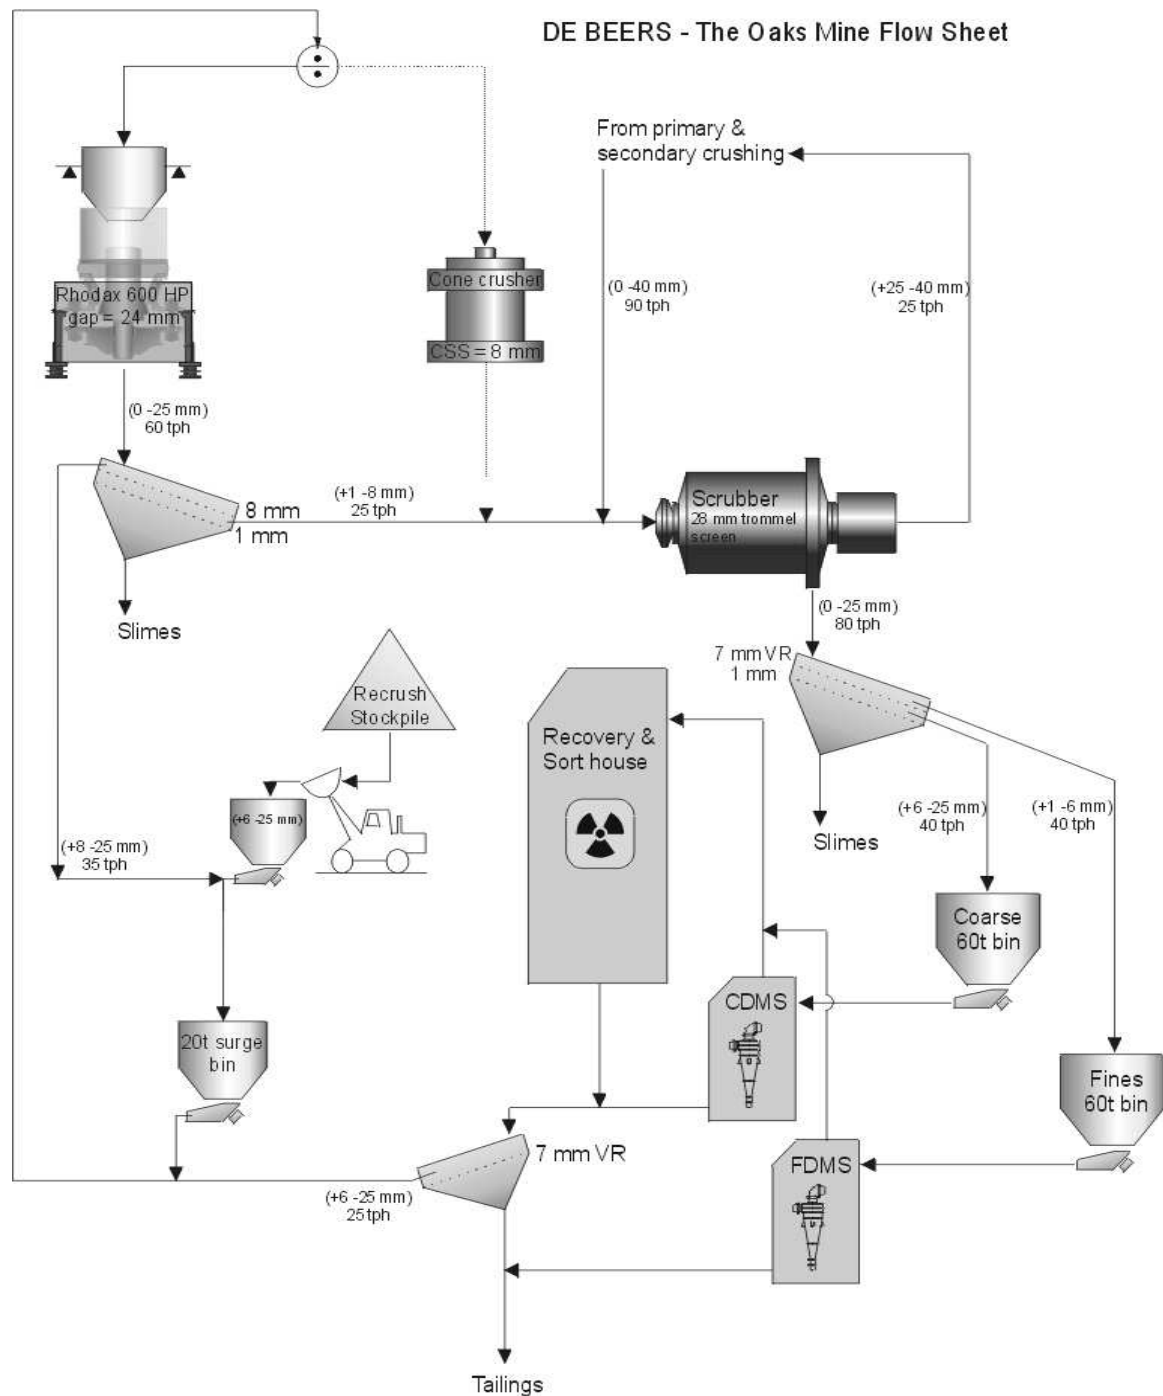 DE BEERS - The Oaks Mine Flow Sheet
From primary &
secondary crushing
Rhodax 600 HP
gap = 24 mm
Cone crusher
CSS = 8 mm
(0 -40 mm)
90 tph
(+25 -40 mm)
25 tph
(0 -25 mm)
60 tph
8 mm
1 mm
(+1 -8 mm)
25 tph
Scrubber
28 mm trommel
screen
Slimes
(0 -25 mm)
80 tph
7 mm VR
1 mm
Recrush
Stockpile
Recovery &
Sort house
(+6 -25 mm)
(+8 -25 mm)
35 tph
Slimes
(+6 -25 mm)
40 tph
(+1 -6 mm)
40 tph
Coarse
60t bin
CDMS
20t surge
bin
Fines
60t bin
7 mm VR
FDMS
(+6 -25 mm)
25 tph
Tailings